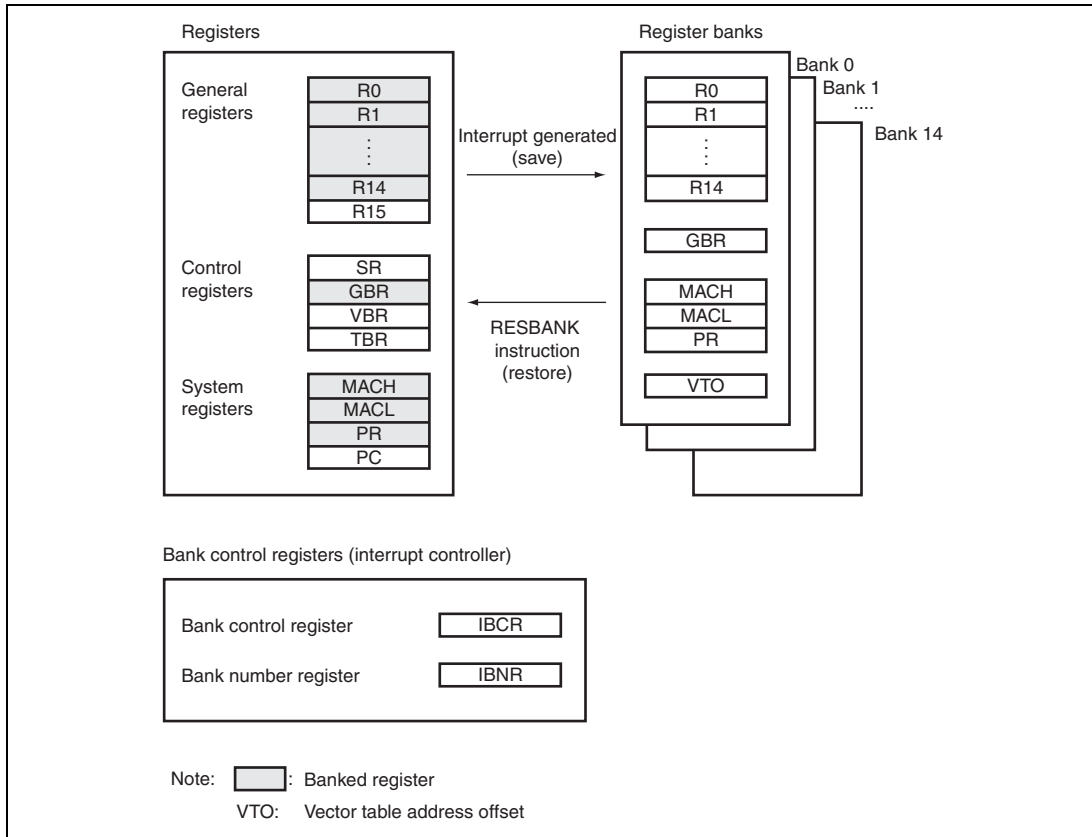 Registers
General
registers
R0
R1
⋮
R14
R15
Control
registers
SR
GBR
VBR
TBR
System
registers
MACH
MACL
PR
PC
Interrupt generated
(save)
RESBANK
instruction
(restore)
Register banks
Bank 0
Bank 1
....
Bank 14
R0
R1
⋮
R14
GBR
MACH
MACL
PR
VTO
Bank control registers (interrupt controller)
Bank control register
IBCR
Bank number register
IBNR
Note: : Banked register
VTO: Vector table address offset